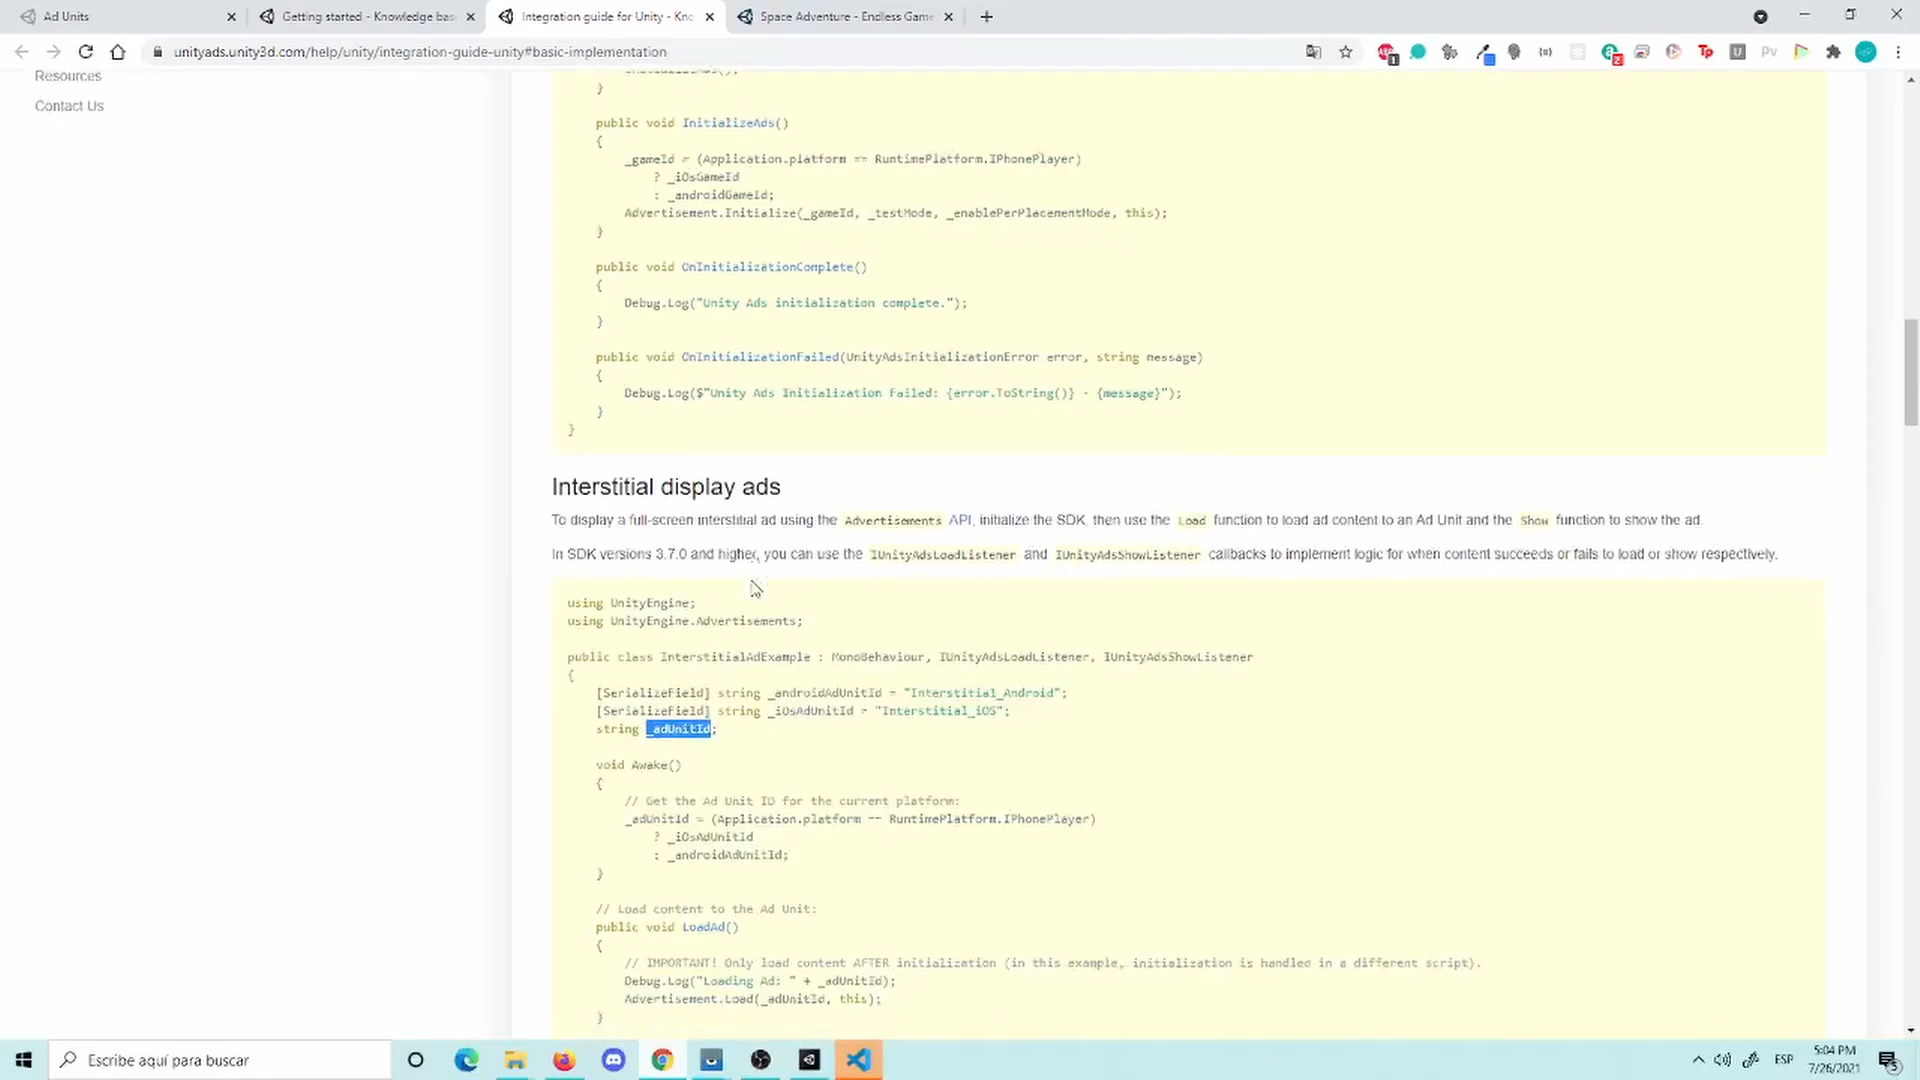 Ad Units
Getting started - Knowledge bas
Integration guide for Unity - Kno
Space Adventure - Endless Game
unityads.unity3d.com/help/unity/integration-guide-unity#basic-implementation
Resources
Contact Us
}
public void InitializeAds()
{
_gameId = (Application.platform == RuntimePlatform.IPhonePlayer)
? _iOsGameId
: _androidGameId;
Advertisement.Initialize(_gameId, _testMode, _enablePerPlacementMode, this);
}
public void OnInitializationComplete()
{
Debug.Log("Unity Ads initialization complete.");
}
public void OnInitializationFailed(UnityAdsInitializationError error, string message)
{
Debug.Log($"Unity Ads Initialization Failed: {error.ToString()} - {message}");
}
}
Interstitial display ads
To display a full-screen interstitial ad using the Advertisements API, initialize the SDK, then use the Load function to load ad content to an Ad Unit and the Show function to show the ad.
In SDK versions 3.7.0 and higher, you can use the IUnityAdsLoadListener and IUnityAdsShowListener callbacks to implement logic for when content succeeds or fails to load or show respectively.
using UnityEngine;
using UnityEngine.Advertisements;
public class InterstitialAdExample : MonoBehaviour, IUnityAdsLoadListener, IUnityAdsShowListener
{
[SerializeField] string _androidAdUnitId = "Interstitial_Android";
[SerializeField] string _iOsAdUnitId = "Interstitial_iOS";
string _adUnitId;
void Awake()
{
// Get the Ad Unit ID for the current platform:
_adUnitId = (Application.platform == RuntimePlatform.IPhonePlayer)
? _iOsAdUnitId
: _androidAdUnitId;
}
// Load content to the Ad Unit:
public void LoadAd()
{
// IMPORTANT! Only load content AFTER initialization (in this example, initialization is handled in a different script).
Debug.Log("Loading Ad: " + _adUnitId);
Advertisement.Load(_adUnitId, this);
}
Escribe aquí para buscar
ESP
5:04 PM
7/26/2021